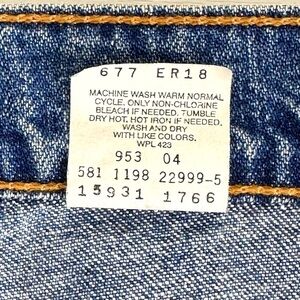 677 ER18
MACHINE WASH WARM NORMAL
CYCLE. ONLY NON-CHLORINE
BLEACH IF NEEDED. TUMBLE
DRY HOT. HOT IRON IF NEEDED.
WASH AND DRY
WITH LIKE COLORS.
WPL 423
953 04
581 1198 22999-5
15931 1766